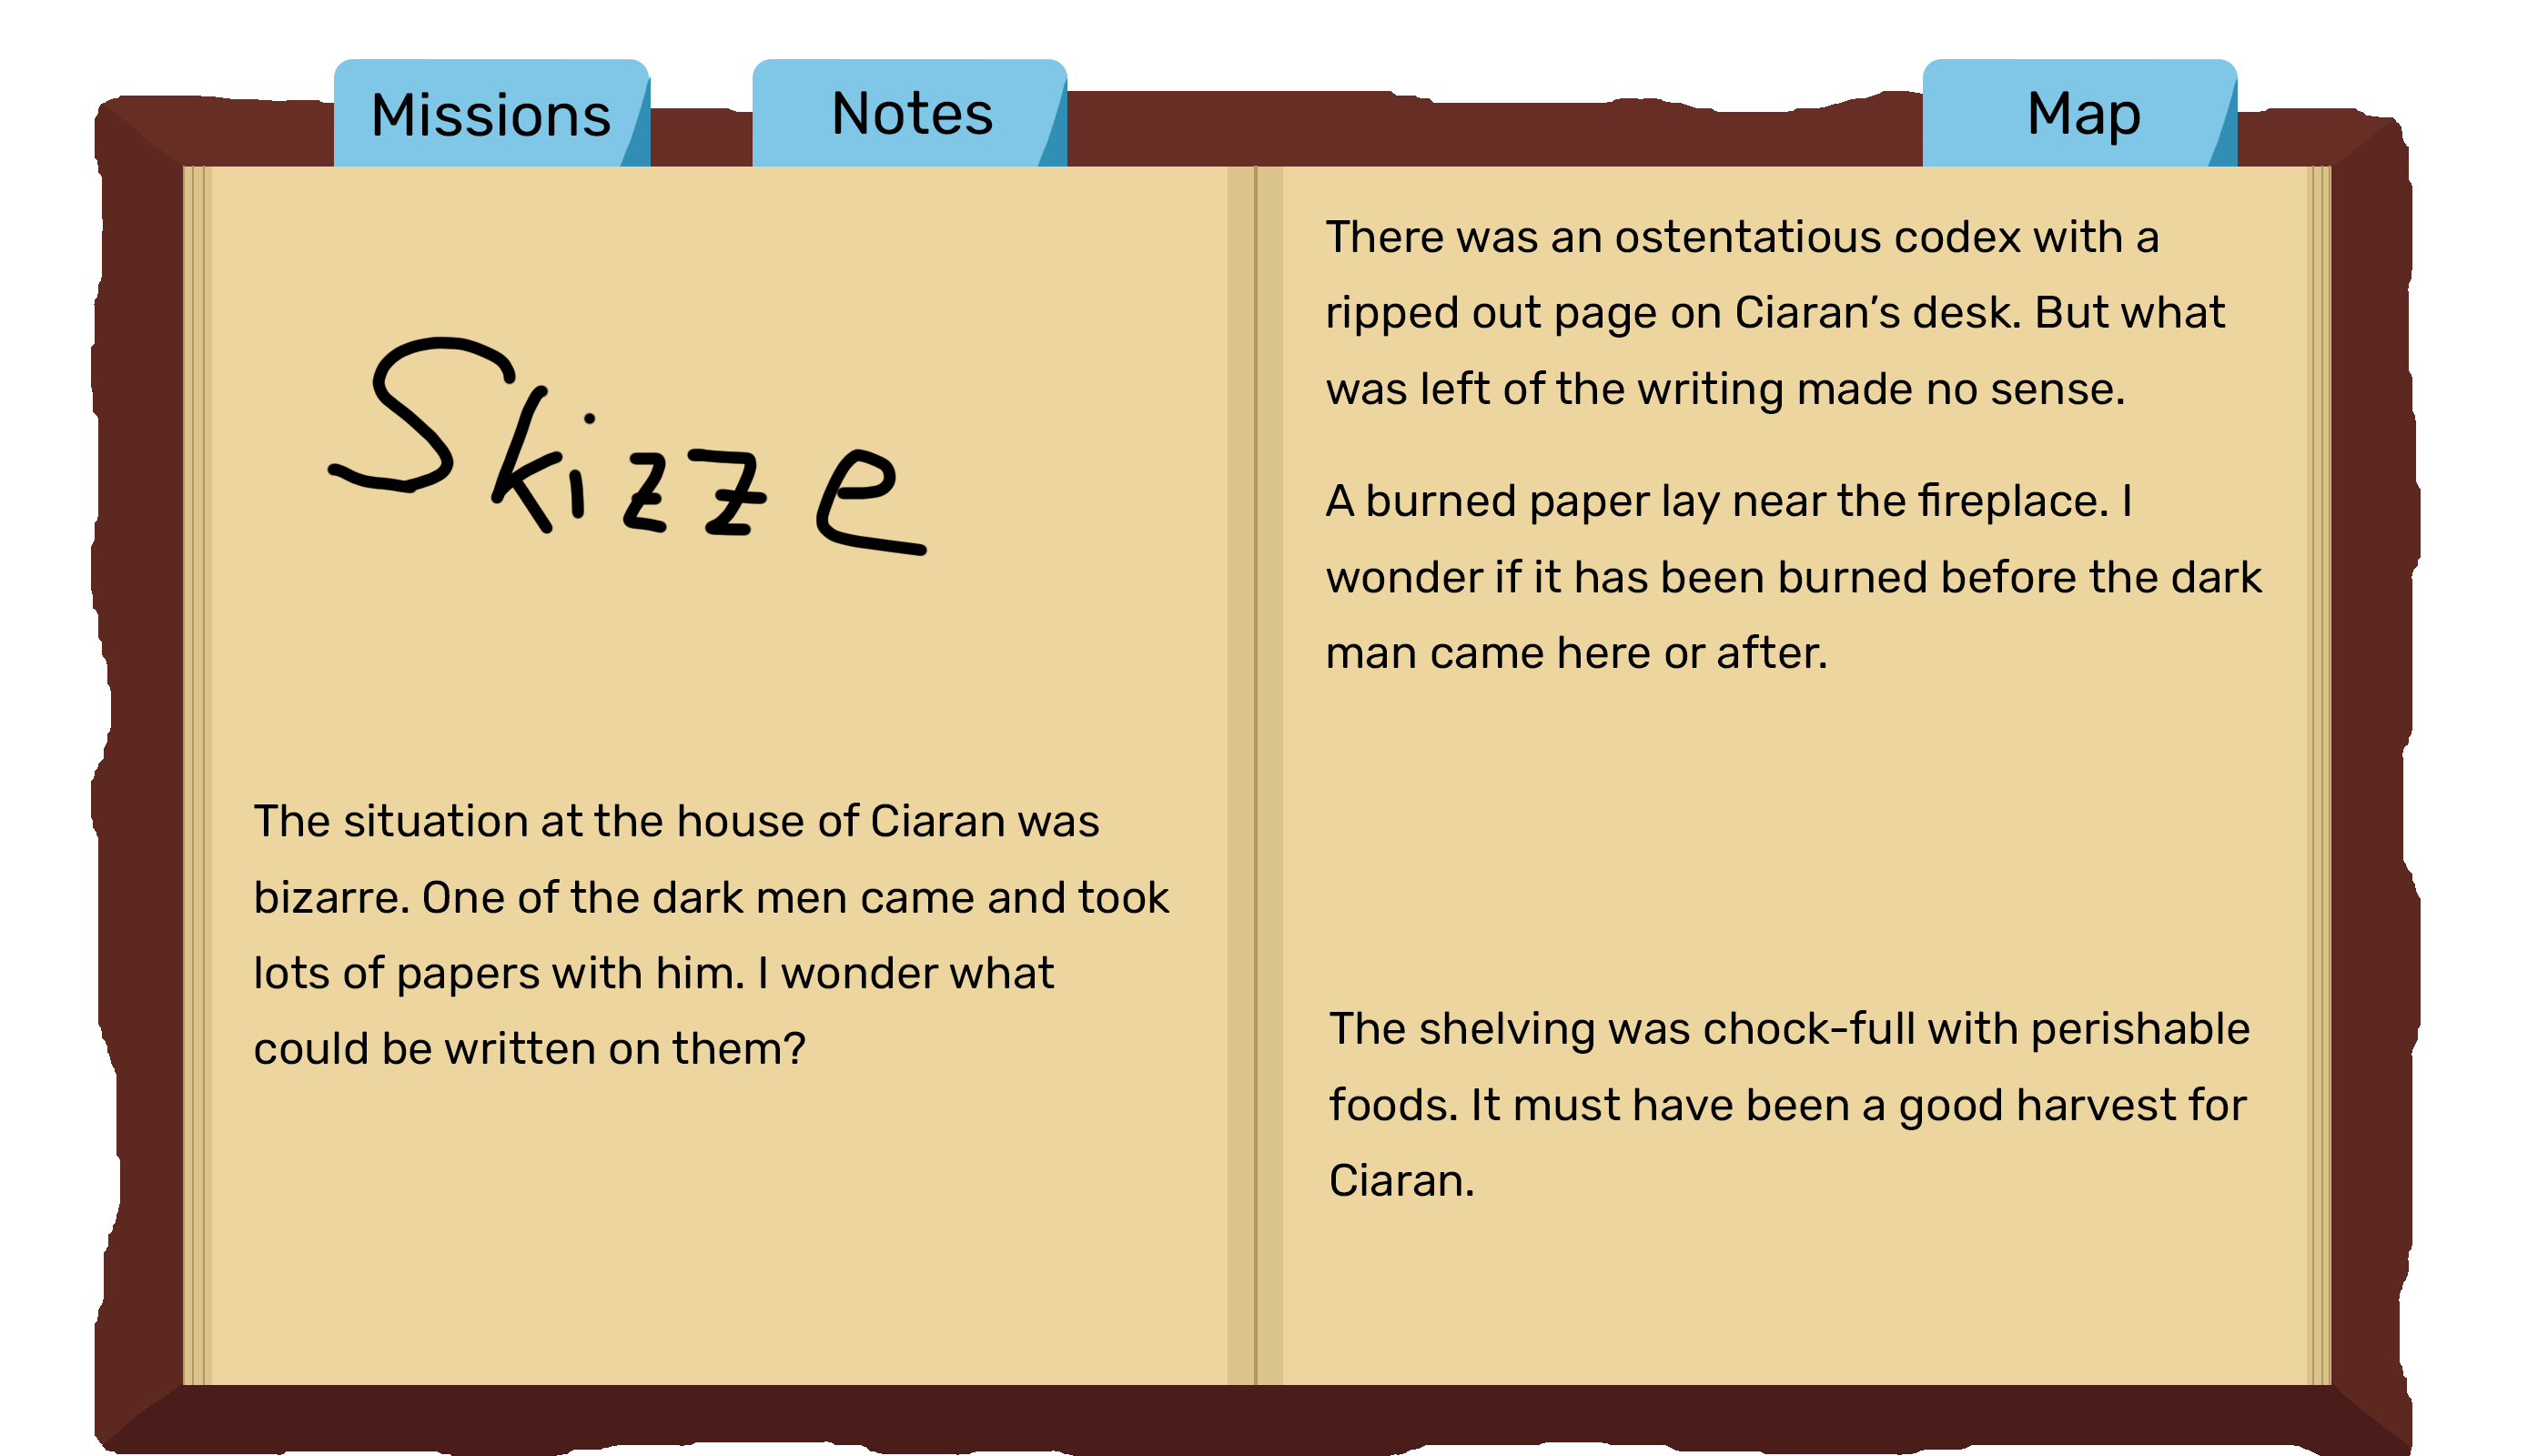 Missions
Notes
Map
Skizze
The situation at the house of Ciaran was
bizarre. One of the dark men came and took
lots of papers with him. I wonder what
could be written on them?
There was an ostentatious codex with a
ripped out page on Ciaran’s desk. But what
was left of the writing made no sense.
A burned paper lay near the fireplace. I
wonder if it has been burned before the dark
man came here or after.
The shelving was chock-full with perishable
foods. It must have been a good harvest for
Ciaran.